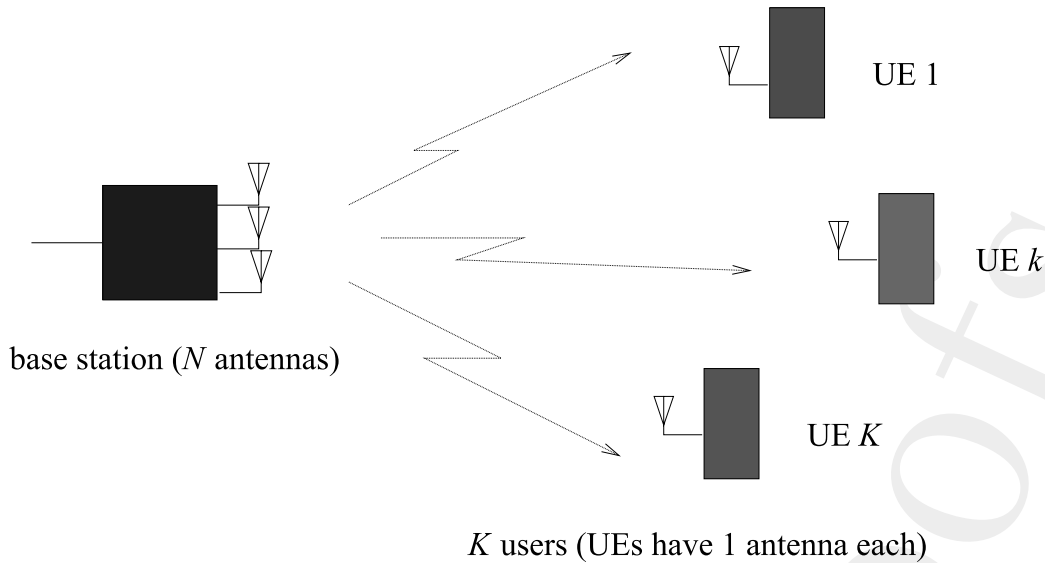 UE 1
UE k
base station (N antennas)
UE K
K users (UEs have 1 antenna each)